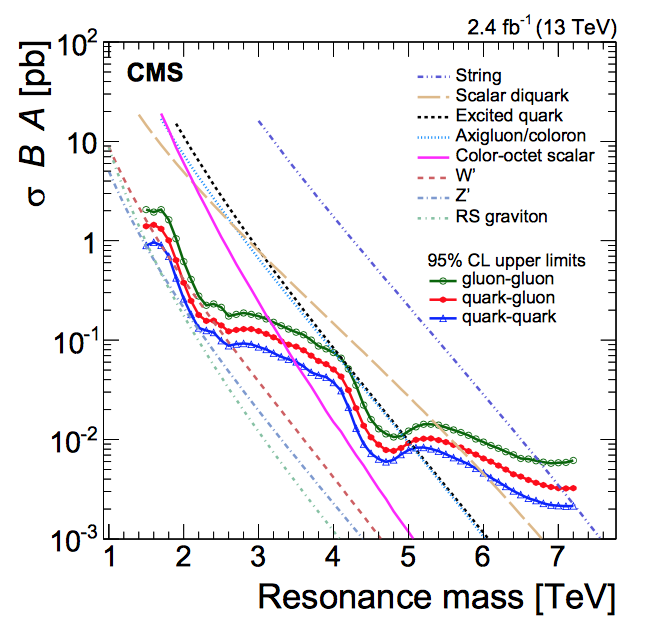 2.4 fb⁻¹ (13 TeV)
CMS
σ B A [pb]
10²
10
1
10⁻¹
10⁻²
10⁻³
String
Scalar diquark
Excited quark
Axigluon/coloron
Color-octet scalar
W'
Z'
RS graviton
95% CL upper limits
gluon-gluon
quark-gluon
quark-quark
1 2 3 4 5 6 7
Resonance mass [TeV]